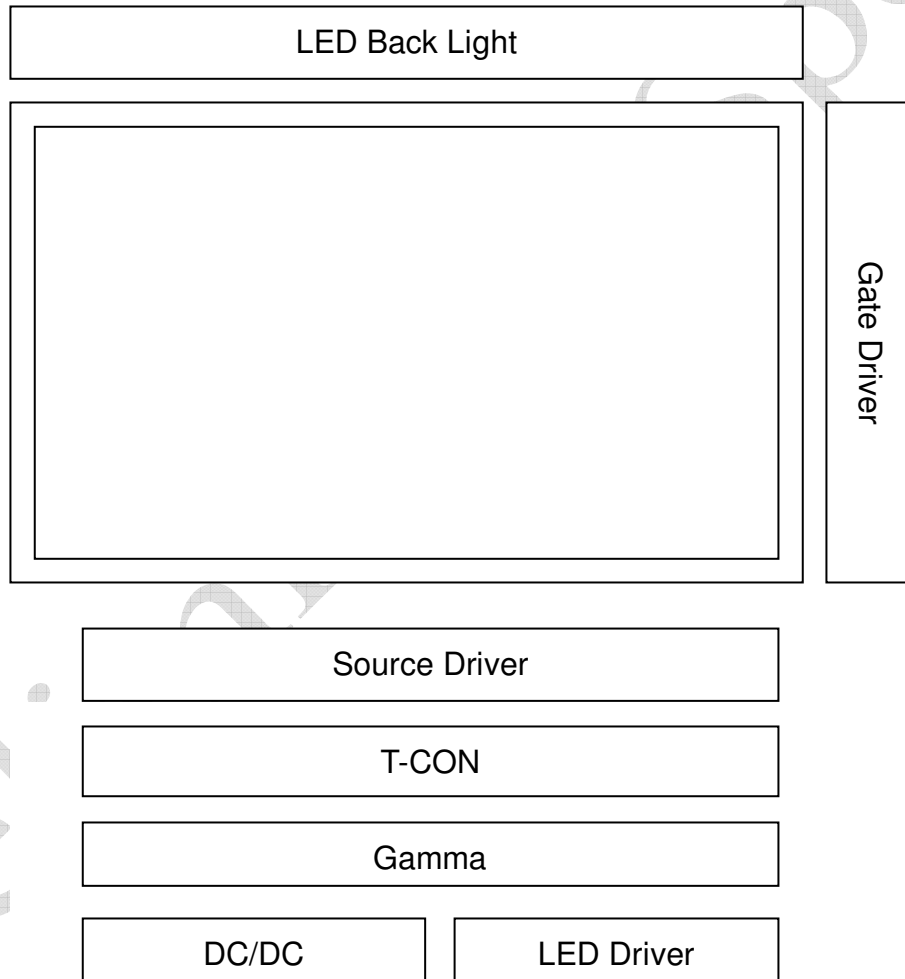 LED Back Light
Gate Driver
Source Driver
T-CON
Gamma
DC/DC
LED Driver